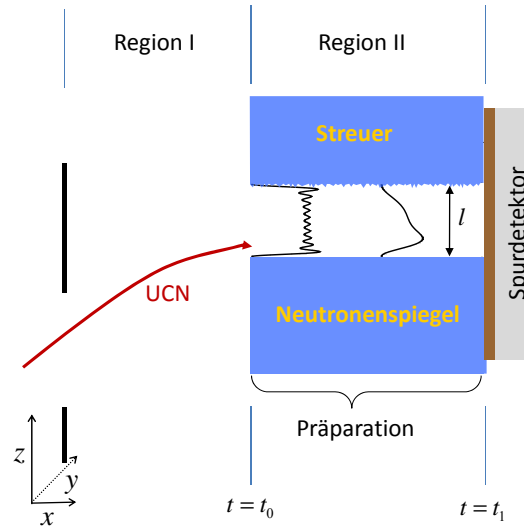 Region I
Region II
Streuer
l
Spurdetektor
UCN
Neutronenspiegel
Präparation
z
y
x
t = t₀
t = t₁